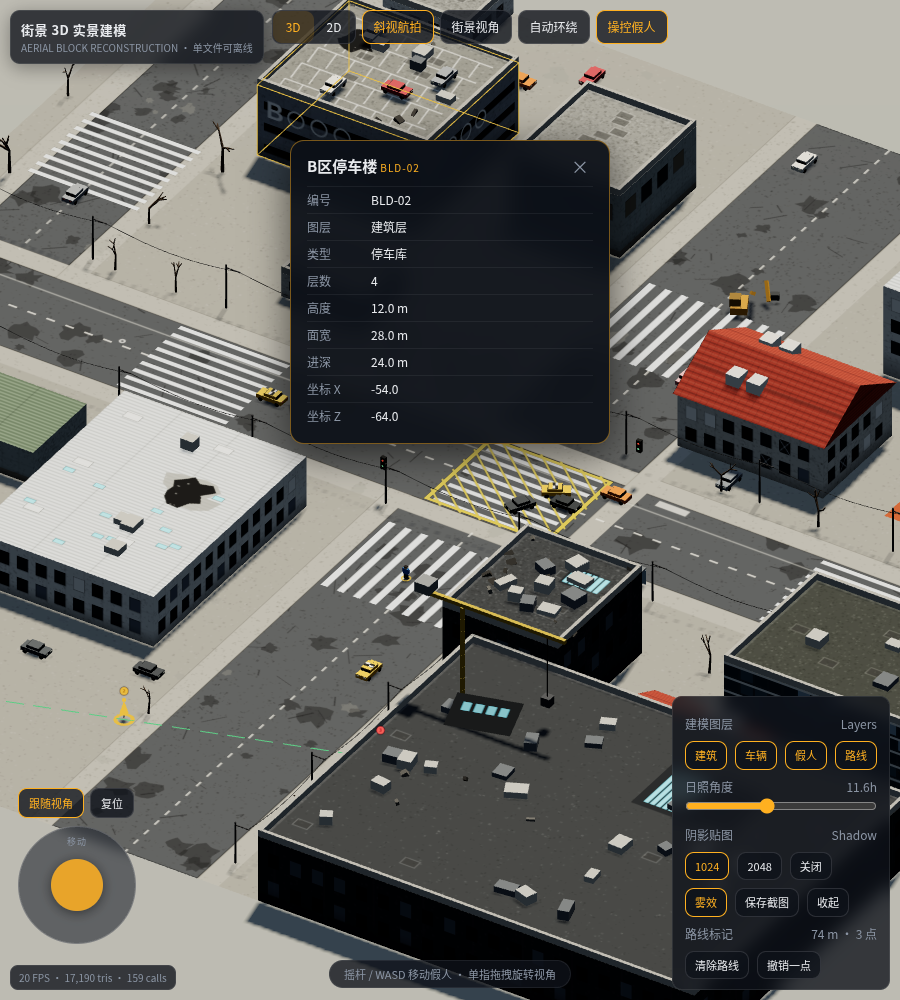 街景 3D 实景建模
AERIAL BLOCK RECONSTRUCTION · 单文件可离线
3D 2D 斜视航拍 街景视角 自动环绕 操控假人
B区停车楼 BLD-02
编号 BLD-02
图层 建筑层
类型 停车库
层数 4
高度 12.0 m
面宽 28.0 m
进深 24.0 m
坐标 X -54.0
坐标 Z -64.0
建模图层 Layers
建筑 车辆 假人 路线
日照角度 11.6h
阴影贴图 Shadow
1024 2048 关闭
雾效 保存截图 收起
路线标记 74 m · 3 点
清除路线 撤销一点
跟随视角 复位
移动
20 FPS · 17,190 tris · 159 calls
摇杆 / WASD 移动假人 · 单指拖拽旋转视角